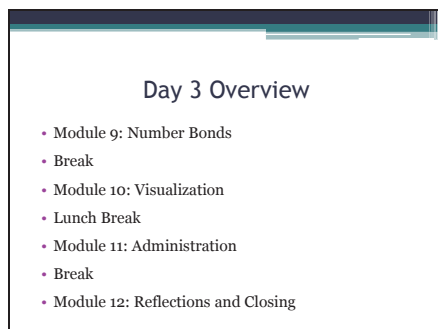 Day 3 Overview
• Module 9: Number Bonds
• Break
• Module 10: Visualization
• Lunch Break
• Module 11: Administration
• Break
• Module 12: Reflections and Closing